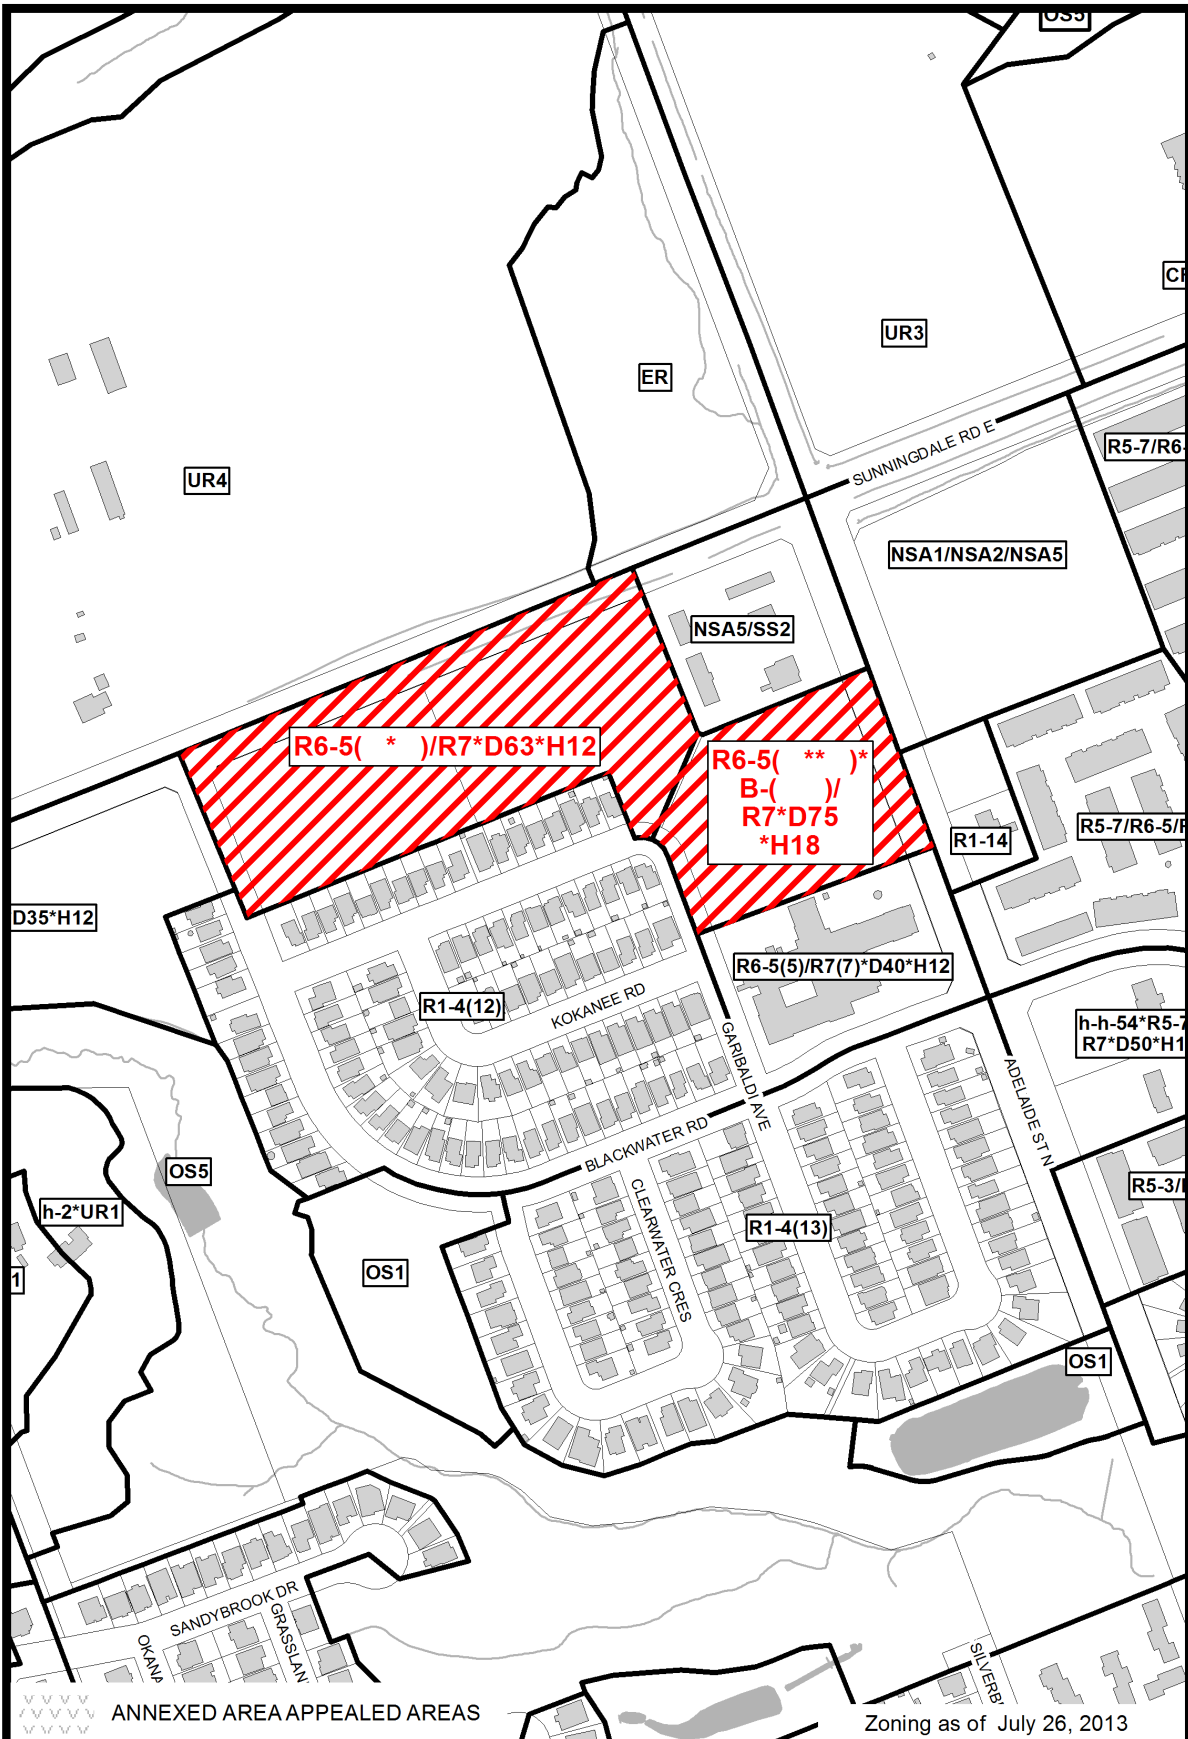 OS5
CF
UR3
ER
SUNNINGDALE RD E
R5-7/R6-
UR4
NSA1/NSA2/NSA5
NSA5/SS2
R6-5( * )/R7*D63*H12
R6-5( ** )*
B-( )/
R7*D75
*H18
R5-7/R6-5/R
R1-14
D35*H12
R6-5(5)/R7(7)*D40*H12
R1-4(12)
KOKANEE RD
GARIBALDI AVE
h-h-54*R5-7
R7*D50*H1
ADELAIDE ST N
BLACKWATER RD
OS5
CLEARWATER CRES
R5-3/
h-2*UR1
R1-4(13)
OS1
1
OS1
SANDYBROOK DR
OKANA
GRASSLAN
SILVERB
ANNEXED AREA APPEALED AREAS
Zoning as of July 26, 2013